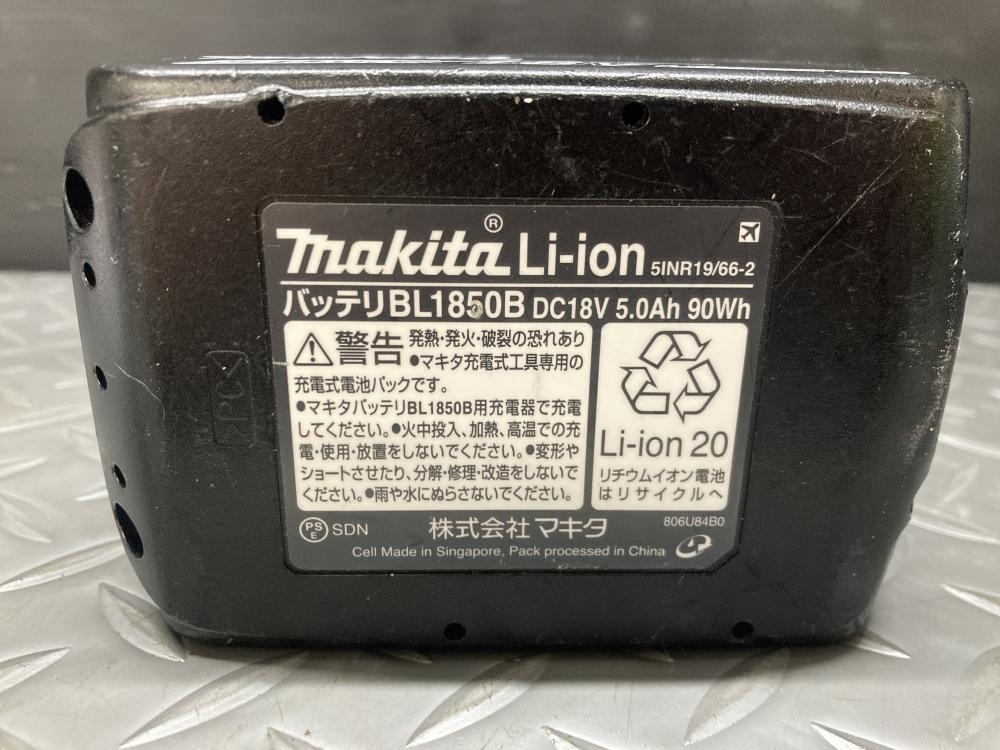 makita® Li-ion 5INR19/66-2
バッテリBL1850B DC18V 5.0Ah 90Wh
警告 発熱・発火・破裂の恐れあり
●マキタ充電式工具専用の
充電式電池パックです。
●マキタバッテリBL1850B用充電器で充電
してください。●火中投入、加熱、高温での充
電・使用・放置をしないでください。●変形や
ショートさせたり、分解・修理・改造をしないで
ください。●雨や水にぬらさないでください。
Li-ion 20
リチウムイオン電池
はリサイクルへ
PSE SDN 株式会社 マキタ 806U84B0
Cell Made in Singapore, Pack processed in China